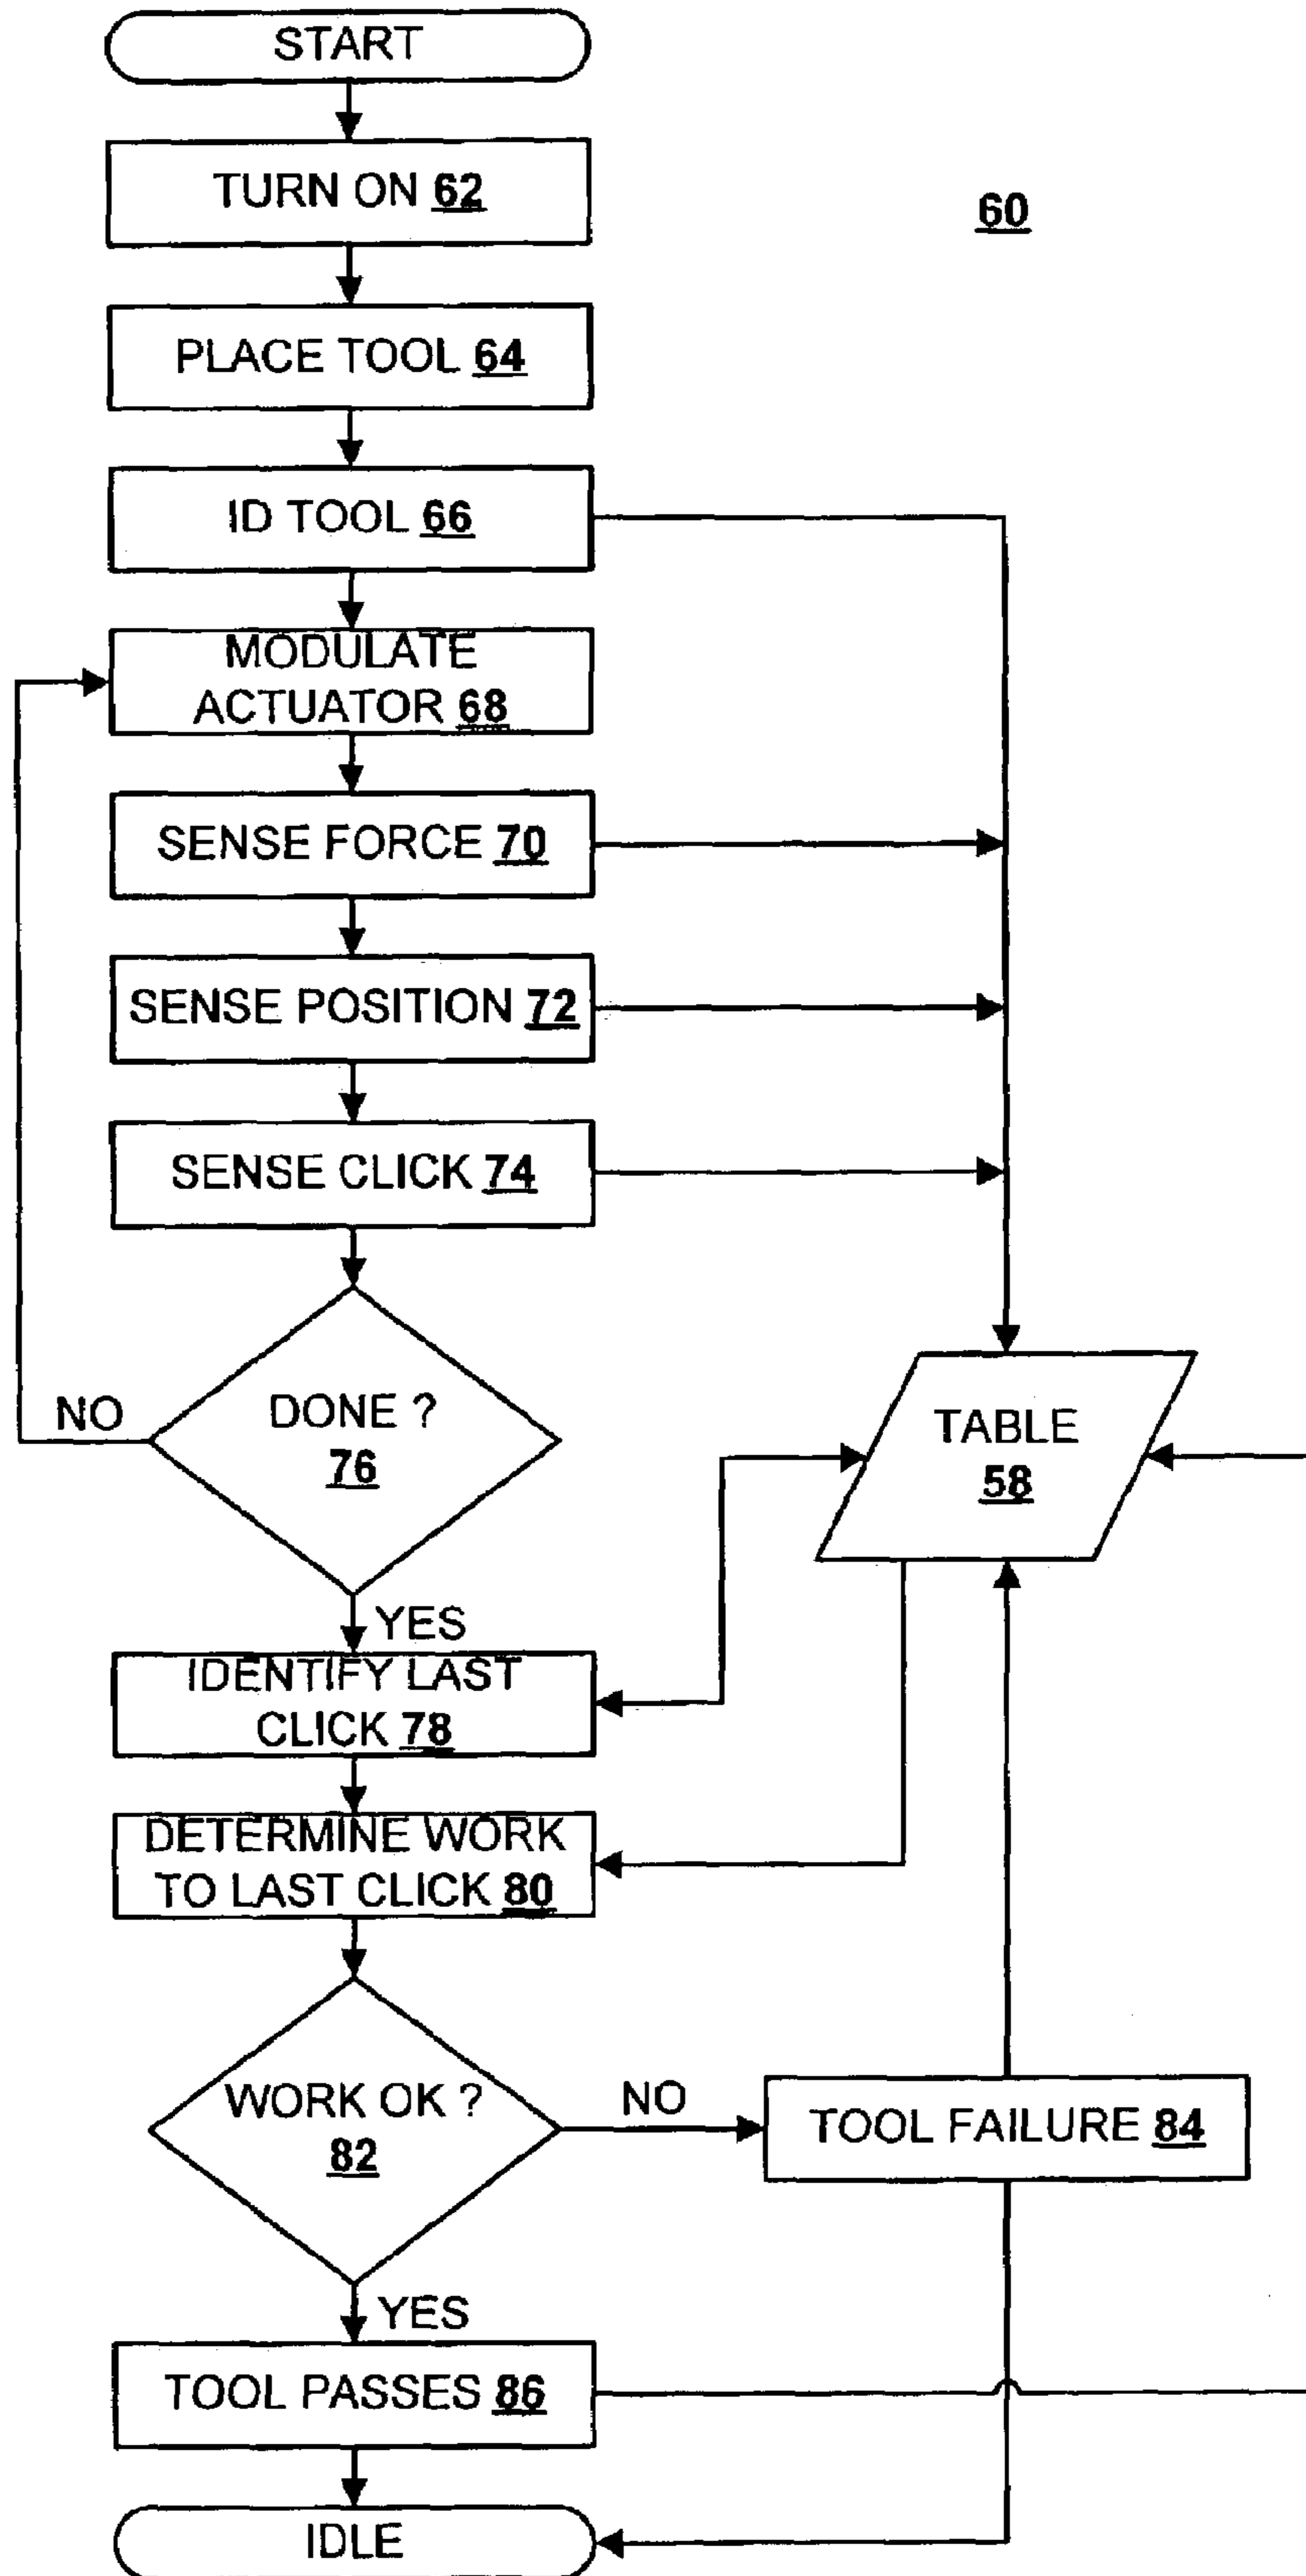 START
TURN ON 62
60
PLACE TOOL 64
ID TOOL 66
MODULATE
ACTUATOR 68
SENSE FORCE 70
SENSE POSITION 72
SENSE CLICK 74
DONE ?
76
NO
YES
TABLE
58
IDENTIFY LAST
CLICK 78
DETERMINE WORK
TO LAST CLICK 80
WORK OK ?
82
NO
TOOL FAILURE 84
YES
TOOL PASSES 86
IDLE